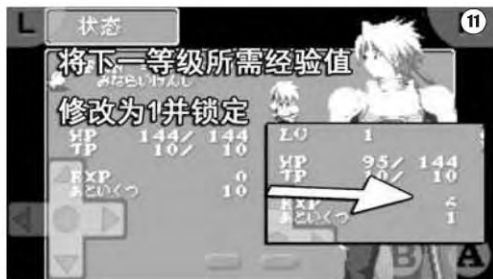 L
状态
11
将下一等级所需经验值
みならいけんし
修改为1并锁定
HP 144/ 144
TP 10/ 10
EXP 0
あといくつ 10
LV 1
HP 95/ 144
TP 10/ 10
EXP
あといくつ 1
B
A